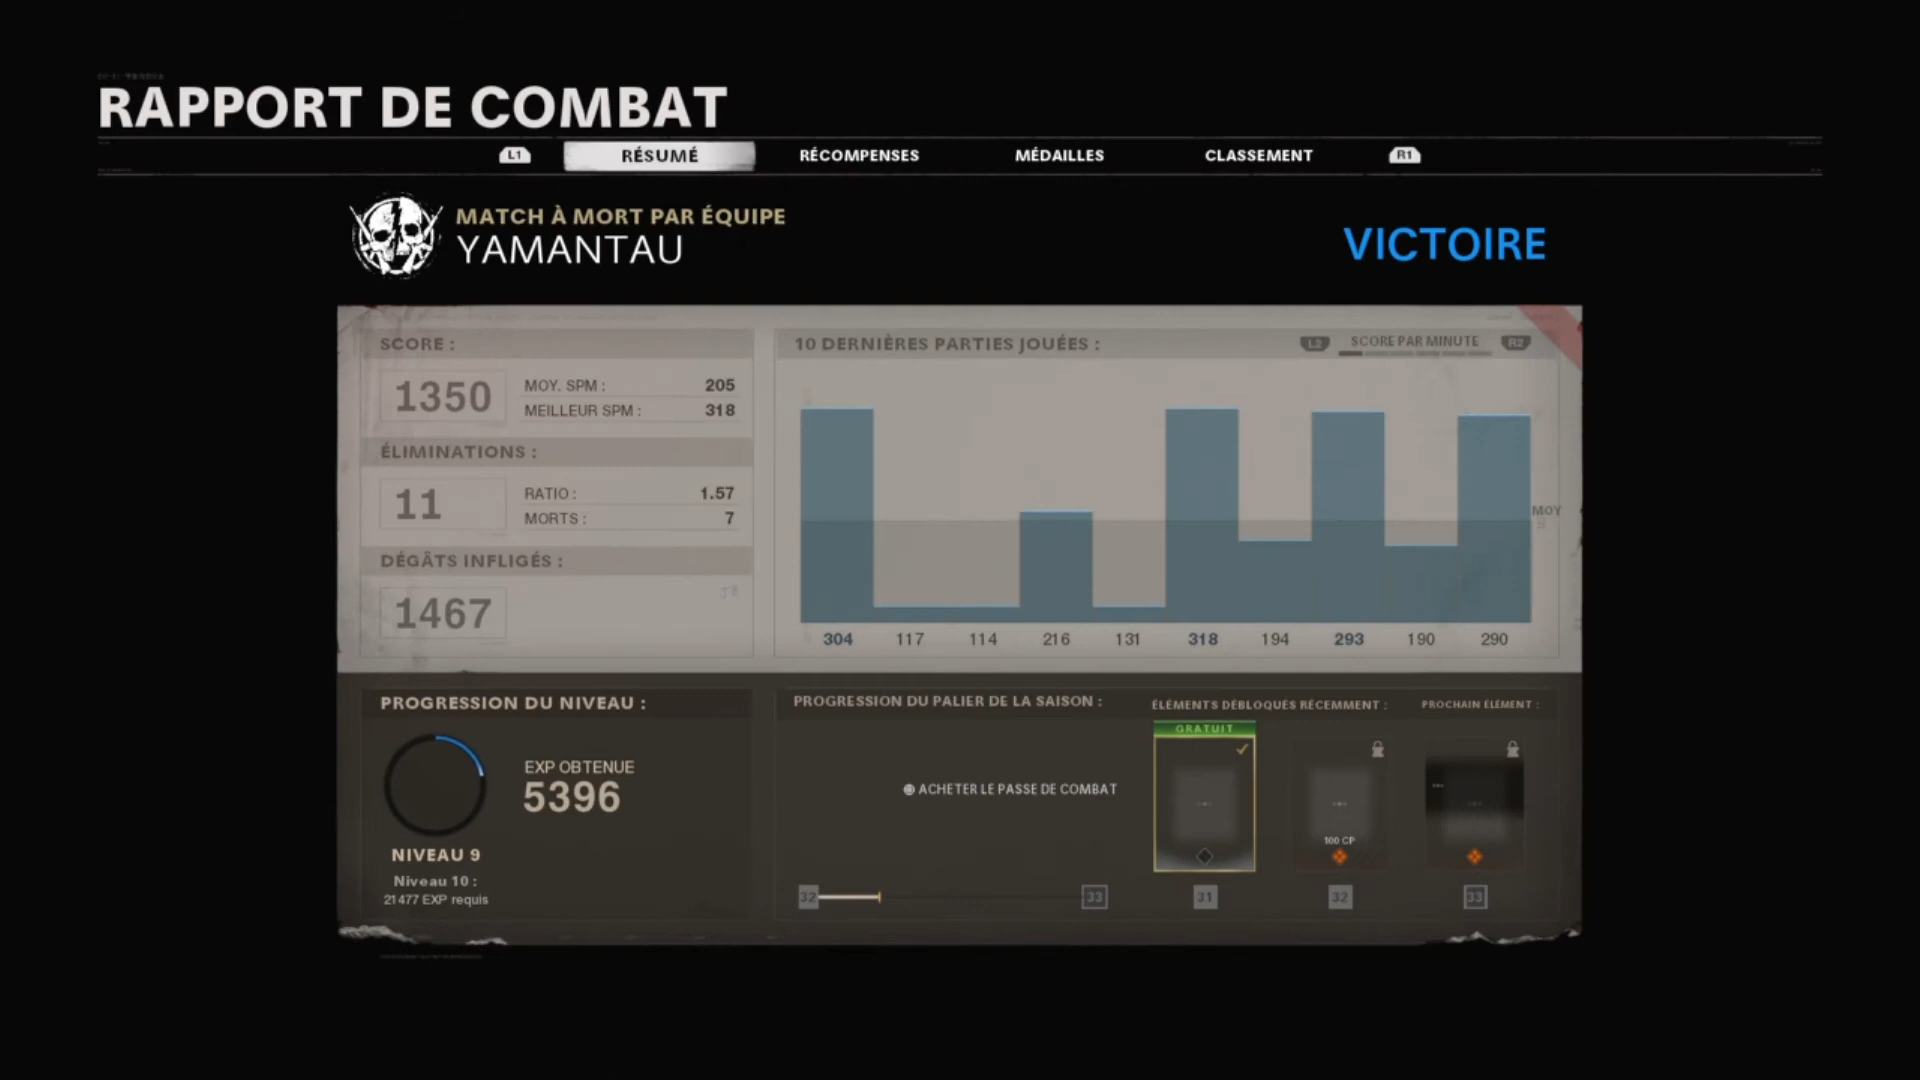 RAPPORT DE COMBAT
L1 RÉSUMÉ RÉCOMPENSES MÉDAILLES CLASSEMENT R1
MATCH À MORT PAR ÉQUIPE
YAMANTAU
VICTOIRE
SCORE :
1350
MOY. SPM : 205
MEILLEUR SPM : 318
ÉLIMINATIONS :
11
RATIO : 1.57
MORTS : 7
DÉGÂTS INFLIGÉS :
1467
10 DERNIÈRES PARTIES JOUÉES :
L2 SCORE PAR MINUTE R2
MOY
304 117 114 216 131 318 194 293 190 290
PROGRESSION DU NIVEAU :
EXP OBTENUE
5396
NIVEAU 9
Niveau 10 :
21477 EXP requis
PROGRESSION DU PALIER DE LA SAISON :
ACHETER LE PASSE DE COMBAT
32 33
ÉLÉMENTS DÉBLOQUÉS RÉCEMMENT :
GRATUIT
100 CP
31 32
PROCHAIN ÉLÉMENT :
33